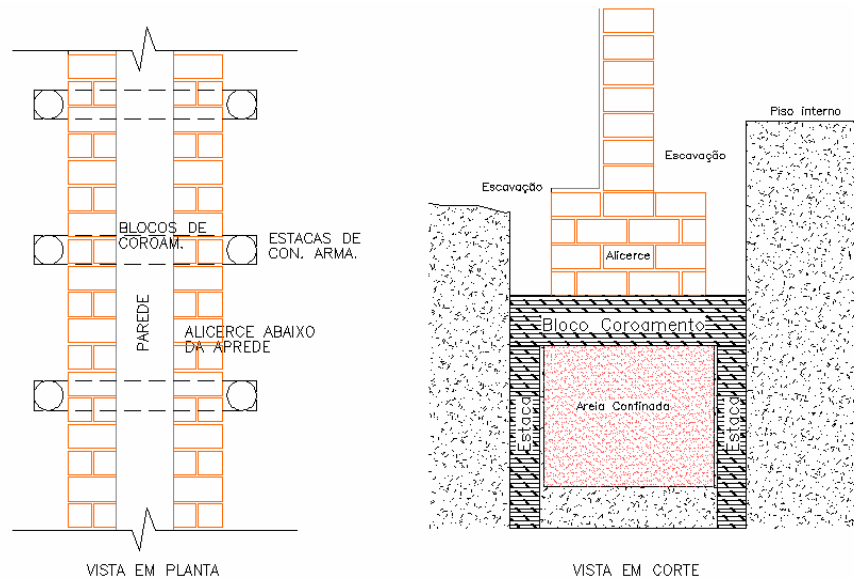 BLOCOS DE
COROAM.
ESTACAS DE
CON. ARMA.
PAREDE
ALICERCE ABAIXO
DA APREDE
VISTA EM PLANTA
Piso interno
Escavação
Escavação
Alicerce
Bloco Coroamento
Areia Confinada
Estaca
Estaca
VISTA EM CORTE